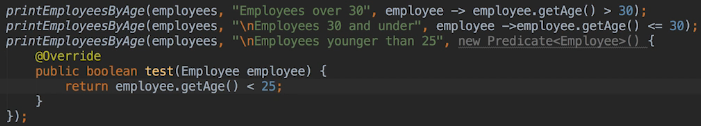 printEmployeesByAge(employees, "Employees over 30", employee -> employee.getAge() > 30);
printEmployeesByAge(employees, "\nEmployees 30 and under", employee ->employee.getAge() <= 30);
printEmployeesByAge(employees, "\nEmployees younger than 25", new Predicate<Employee>() {
    @Override
    public boolean test(Employee employee) {
        return employee.getAge() < 25;
    }
});